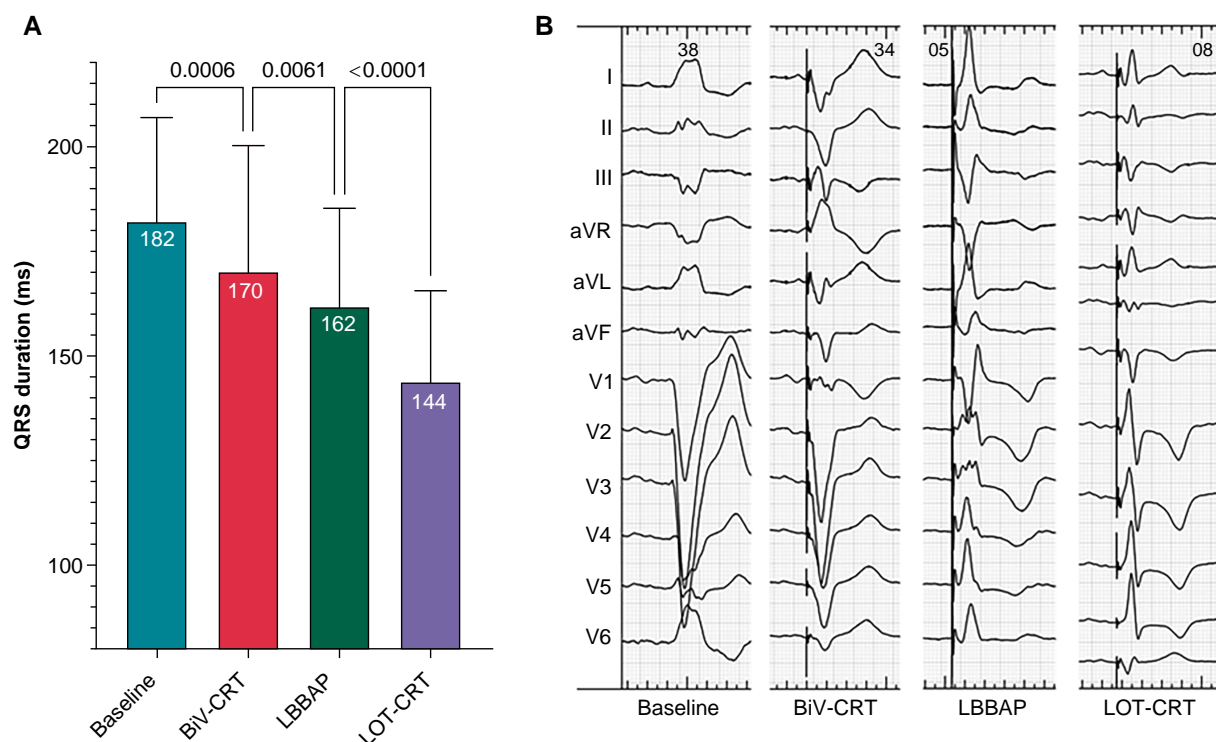 A
0.0006
0.0061
<0.0001
QRS duration (ms)
200
150
100
182
170
162
144
Baseline
BiV-CRT
LBBAP
LOT-CRT
B
38
34
05
08
I
II
III
aVR
aVL
aVF
V1
V2
V3
V4
V5
V6
Baseline
BiV-CRT
LBBAP
LOT-CRT